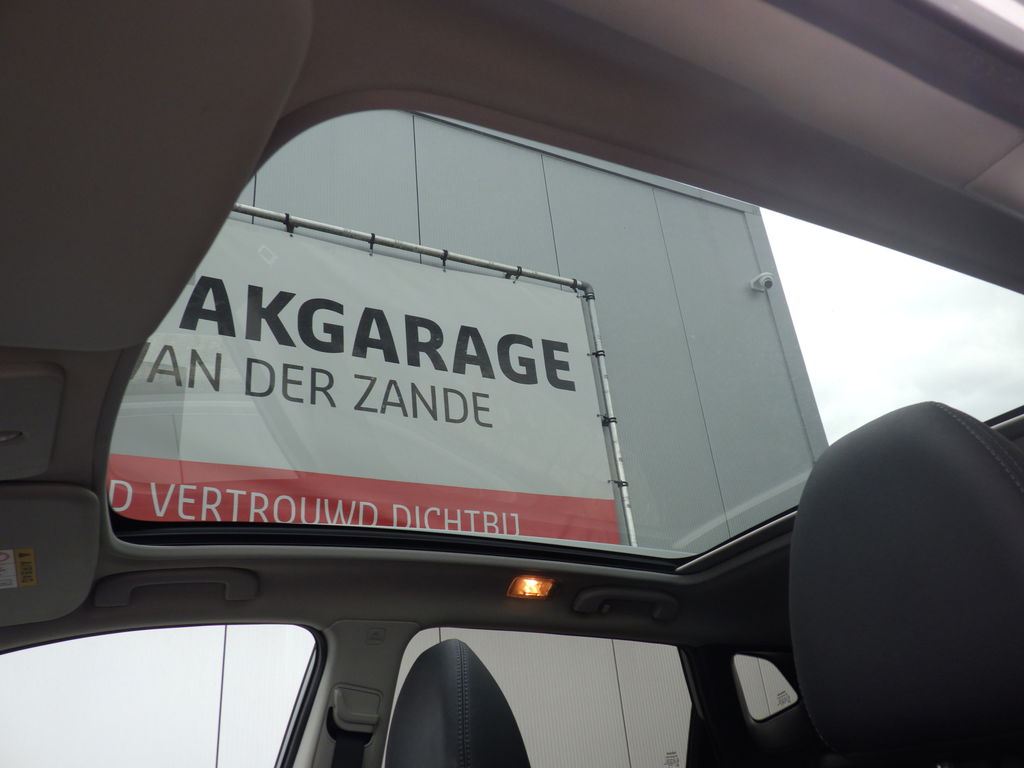 AKGARAGE
VAN DER ZANDE
D VERTROUWD DICHTBIJ